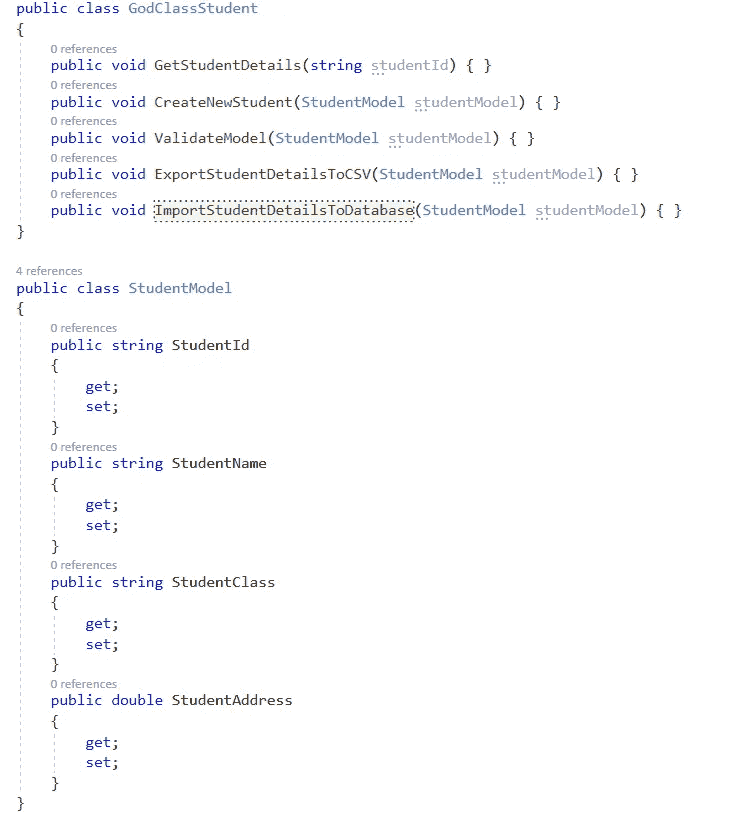 public class GodClassStudent
{
0 references
public void GetStudentDetails(string studentId) { }
0 references
public void CreateNewStudent(StudentModel studentModel) { }
0 references
public void ValidateModel(StudentModel studentModel) { }
0 references
public void ExportStudentDetailsToCSV(StudentModel studentModel) { }
0 references
public void ImportStudentDetailsToDatabase(StudentModel studentModel) { }
}
4 references
public class StudentModel
{
0 references
public string StudentId
{
get;
set;
}
0 references
public string StudentName
{
get;
set;
}
0 references
public string StudentClass
{
get;
set;
}
0 references
public double StudentAddress
{
get;
set;
}
}